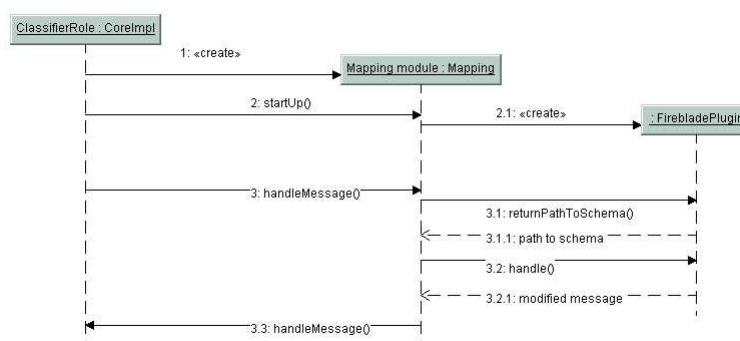 ClassifierRole : CoreImpl
1: «create»
Mapping module : Mapping
2: startUp()
2.1: «create»
: FirebladePlugin
3: handleMessage()
3.1: returnPathToSchema()
3.1.1: path to schema
3.2: handle()
3.2.1: modified message
3.3: handleMessage()